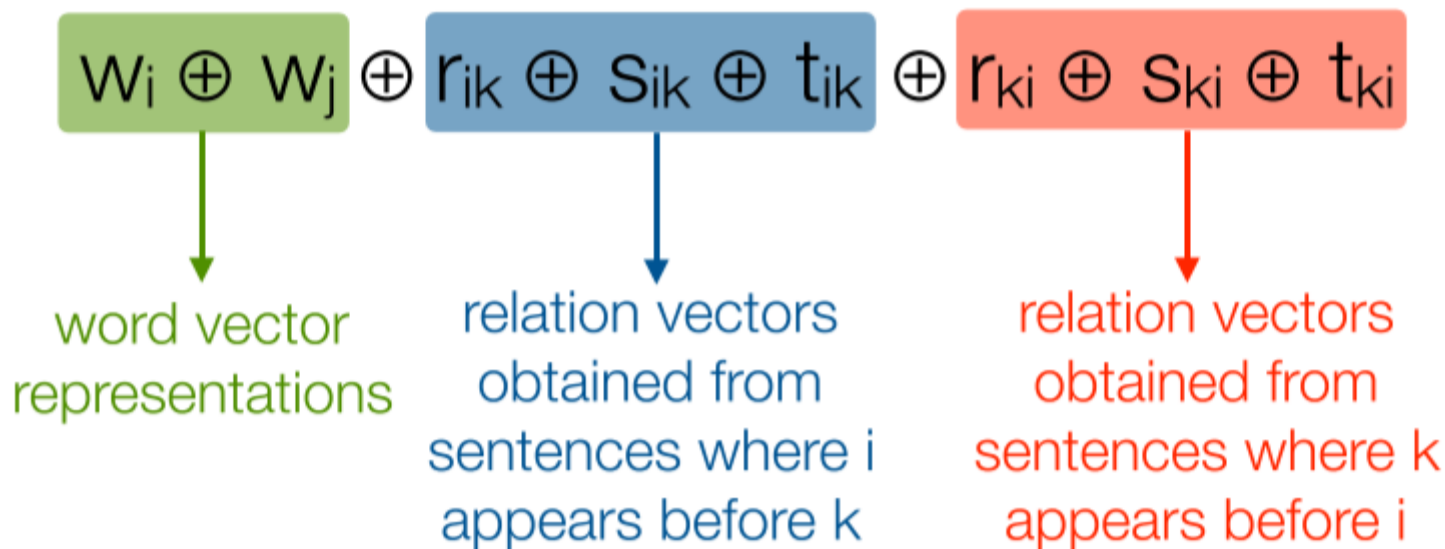 wᵢ ⊕ wⱼ ⊕ rᵢₖ ⊕ sᵢₖ ⊕ tᵢₖ ⊕ rₖᵢ ⊕ sₖᵢ ⊕ tₖᵢ
word vector
representations
relation vectors
obtained from
sentences where i
appears before k
relation vectors
obtained from
sentences where k
appears before i